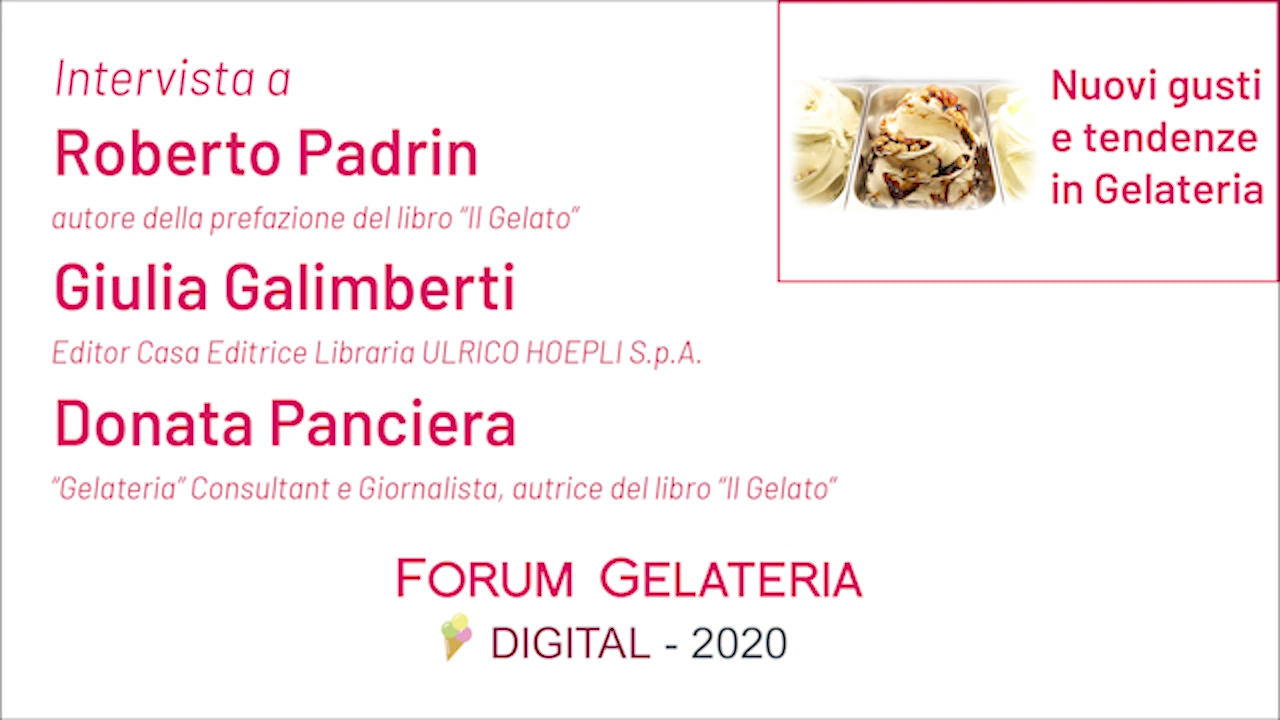 Intervista a
Roberto Padrin
autore della prefazione del libro “Il Gelato”
Giulia Galimberti
Editor Casa Editrice Libraria ULRICO HOEPLI S.p.A.
Donata Panciera
“Gelateria” Consultant e Giornalista, autrice del libro “Il Gelato”
Nuovi gusti
e tendenze
in Gelateria
FORUM GELATERIA
DIGITAL - 2020